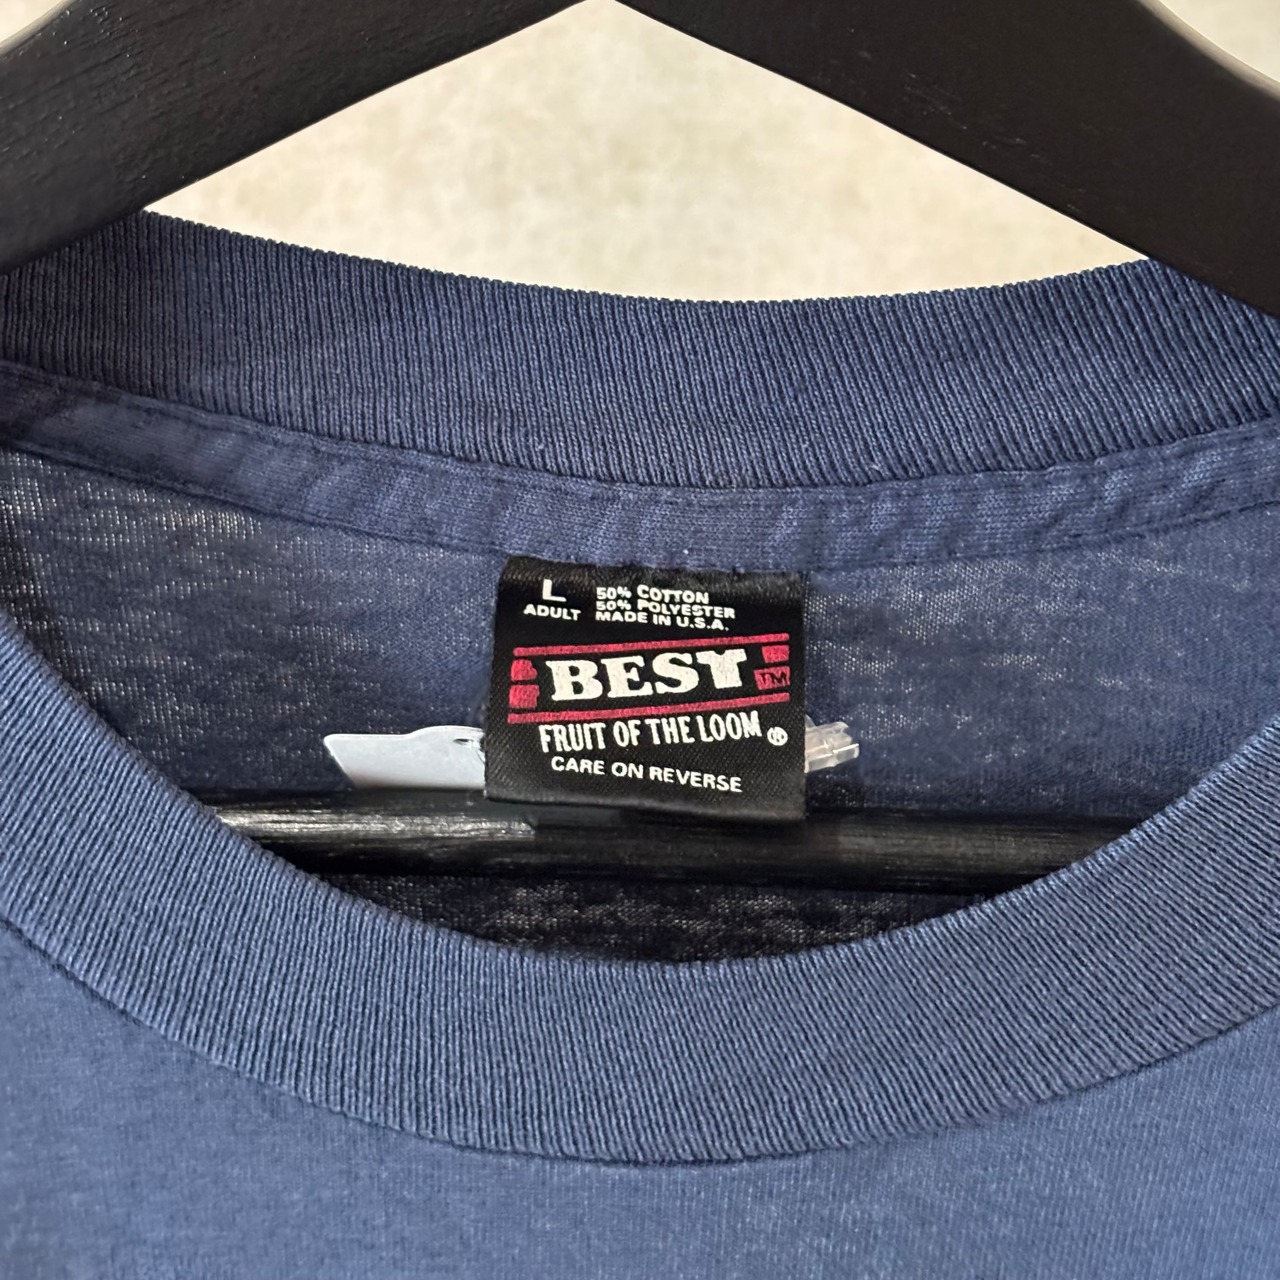 L
ADULT
50% COTTON
50% POLYESTER
MADE IN U.S.A.
BEST TM
FRUIT OF THE LOOM ®
CARE ON REVERSE